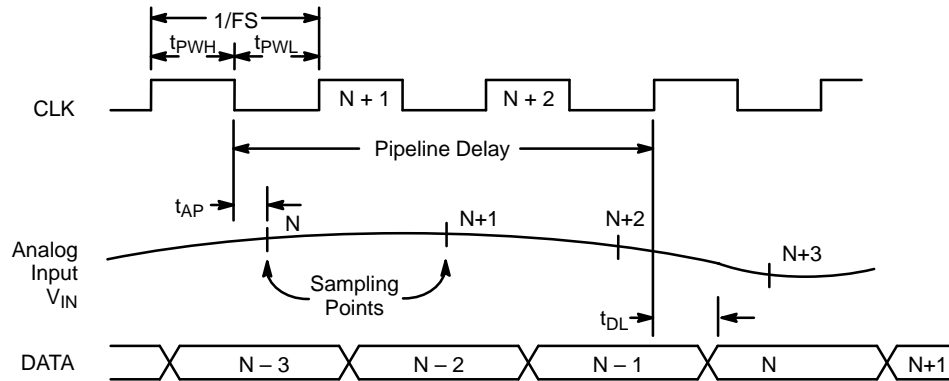 1/FS
tPWH tPWL
CLK N + 1 N + 2
Pipeline Delay
tAP N N+1 N+2 N+3
Analog
Input
VIN
Sampling
Points
tDL
DATA N – 3 N – 2 N – 1 N N+1